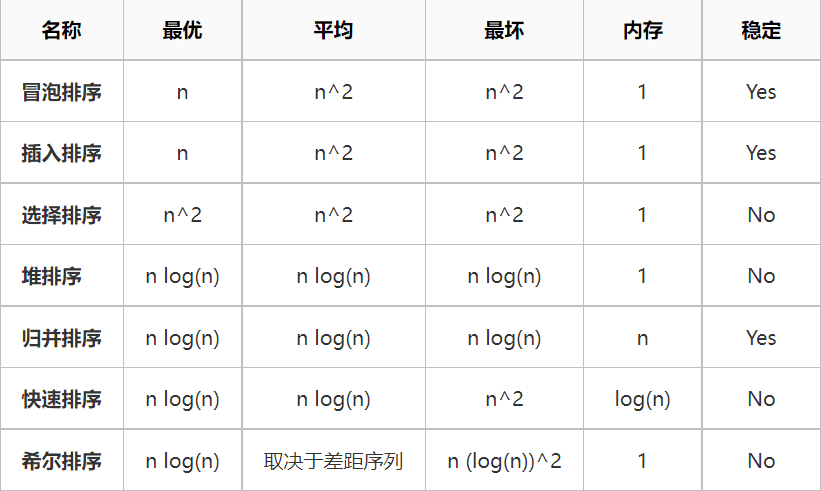 名称 最优 平均 最坏 内存 稳定
冒泡排序 n n^2 n^2 1 Yes
插入排序 n n^2 n^2 1 Yes
选择排序 n^2 n^2 n^2 1 No
堆排序 n log(n) n log(n) n log(n) 1 No
归并排序 n log(n) n log(n) n log(n) n Yes
快速排序 n log(n) n log(n) n^2 log(n) No
希尔排序 n log(n) 取决于差距序列 n (log(n))^2 1 No